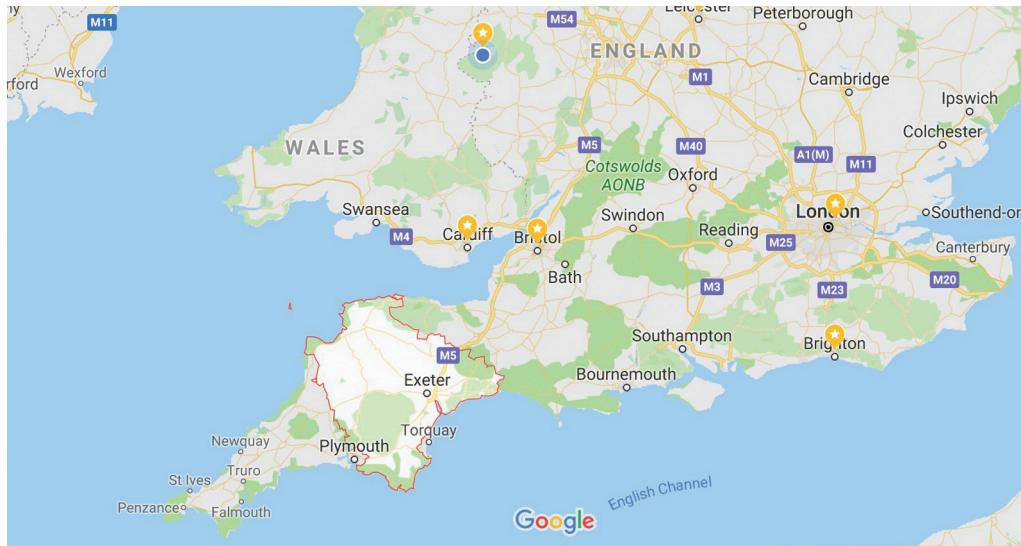 M11
Leicester
Peterborough
M54
ENGLAND
Wexford
M1
Cambridge
Ipswich
WALES
Colchester
M5
M40
A1(M)
M11
Cotswolds
AONB
Oxford
Swansea
Swindon
London
Southend-on
M4
Cardiff
Bristol
Reading
M25
Canterbury
Bath
M3
M23
M20
Southampton
Brighton
M5
Exeter
Bournemouth
Torquay
Newquay
Plymouth
St Ives
Truro
English Channel
Penzance
Falmouth
Google